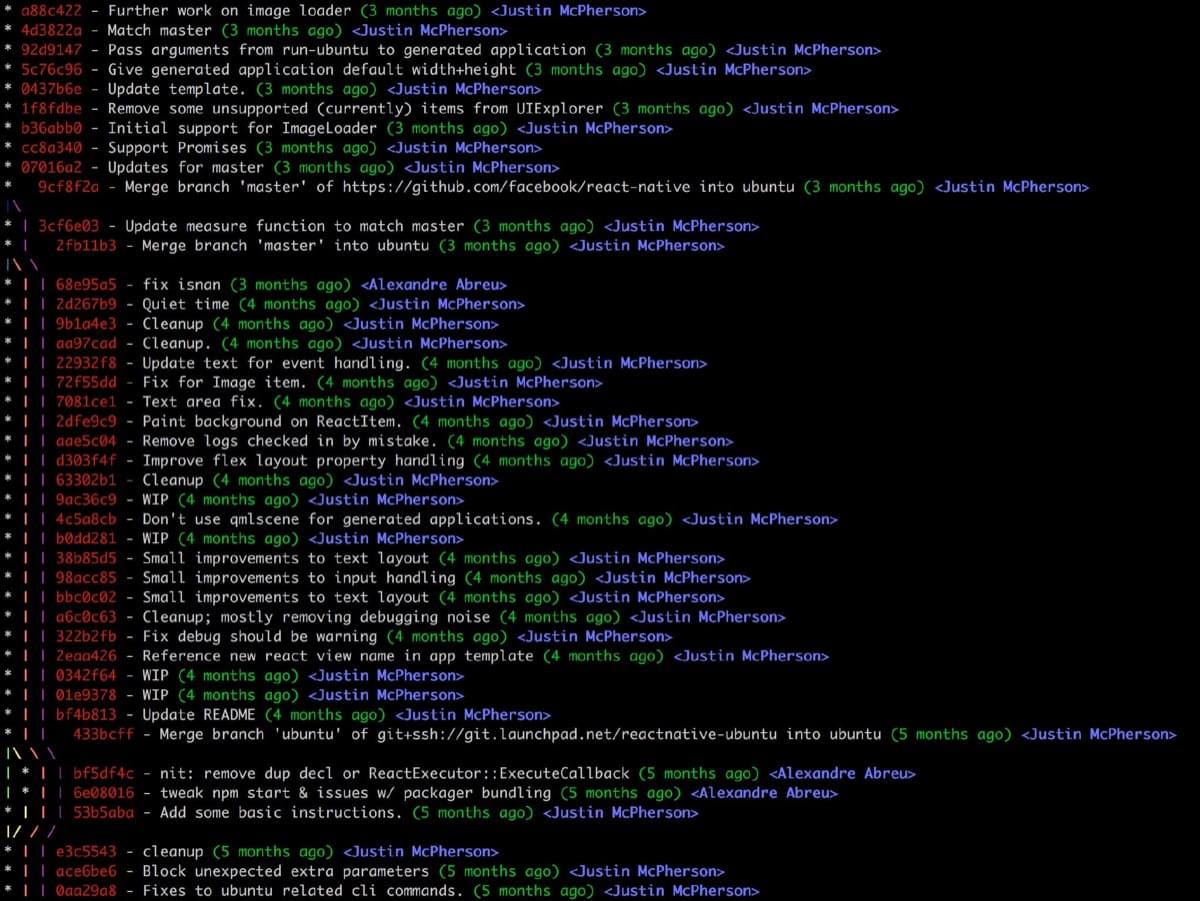 * a88c422 - Further work on image loader (3 months ago) <Justin McPherson>
* 4d3822a - Match master (3 months ago) <Justin McPherson>
* 92d9147 - Pass arguments from run-ubuntu to generated application (3 months ago) <Justin McPherson>
* 5c76c96 - Give generated application default width+height (3 months ago) <Justin McPherson>
* 0437b6e - Update template. (3 months ago) <Justin McPherson>
* 1f8fdbe - Remove some unsupported (currently) items from UIExplorer (3 months ago) <Justin McPherson>
* b36abb0 - Initial support for ImageLoader (3 months ago) <Justin McPherson>
* cc8a340 - Support Promises (3 months ago) <Justin McPherson>
* 07016a2 - Updates for master (3 months ago) <Justin McPherson>
*   9cf8f2a - Merge branch 'master' of https://github.com/facebook/react-native into ubuntu (3 months ago) <Justin McPherson>
|\
* | 3cf6e03 - Update measure function to match master (3 months ago) <Justin McPherson>
* |   2fb11b3 - Merge branch 'master' into ubuntu (3 months ago) <Justin McPherson>
|\ \
* | | 68e95a5 - fix isnan (3 months ago) <Alexandre Abreu>
* | | 2d267b9 - Quiet time (4 months ago) <Justin McPherson>
* | | 9b1a4e3 - Cleanup (4 months ago) <Justin McPherson>
* | | aa97cad - Cleanup. (4 months ago) <Justin McPherson>
* | | 22932f8 - Update text for event handling. (4 months ago) <Justin McPherson>
* | | 72f55dd - Fix for Image item. (4 months ago) <Justin McPherson>
* | | 7081ce1 - Text area fix. (4 months ago) <Justin McPherson>
* | | 2dfe9c9 - Paint background on ReactItem. (4 months ago) <Justin McPherson>
* | | aae5c04 - Remove logs checked in by mistake. (4 months ago) <Justin McPherson>
* | | d303f4f - Improve flex layout property handling (4 months ago) <Justin McPherson>
* | | 63302b1 - Cleanup (4 months ago) <Justin McPherson>
* | | 9ac36c9 - WIP (4 months ago) <Justin McPherson>
* | | 4c5a8cb - Don't use qmlscene for generated applications. (4 months ago) <Justin McPherson>
* | | b0dd281 - WIP (4 months ago) <Justin McPherson>
* | | 38b85d5 - Small improvements to text layout (4 months ago) <Justin McPherson>
* | | 98acc85 - Small improvements to input handling (4 months ago) <Justin McPherson>
* | | bbc0c02 - Small improvements to text layout (4 months ago) <Justin McPherson>
* | | a6c0c63 - Cleanup; mostly removing debugging noise (4 months ago) <Justin McPherson>
* | | 322b2fb - Fix debug should be warning (4 months ago) <Justin McPherson>
* | | 2eaa426 - Reference new react view name in app template (4 months ago) <Justin McPherson>
* | | 0342f64 - WIP (4 months ago) <Justin McPherson>
* | | 01e9378 - WIP (4 months ago) <Justin McPherson>
* | | bf4b813 - Update README (4 months ago) <Justin McPherson>
* | |   433bcff - Merge branch 'ubuntu' of git+ssh://git.launchpad.net/reactnative-ubuntu into ubuntu (5 months ago) <Justin McPherson>
|\ \ \
| * | | bf5df4c - nit: remove dup decl or ReactExecutor::ExecuteCallback (5 months ago) <Alexandre Abreu>
| * | | 6e08016 - tweak npm start & issues w/ packager bundling (5 months ago) <Alexandre Abreu>
* | | | 53b5aba - Add some basic instructions. (5 months ago) <Justin McPherson>
|/ / /
* | | e3c5543 - cleanup (5 months ago) <Justin McPherson>
* | | ace6be6 - Block unexpected extra parameters (5 months ago) <Justin McPherson>
* | | 0aa29a8 - Fixes to ubuntu related cli commands. (5 months ago) <Justin McPherson>